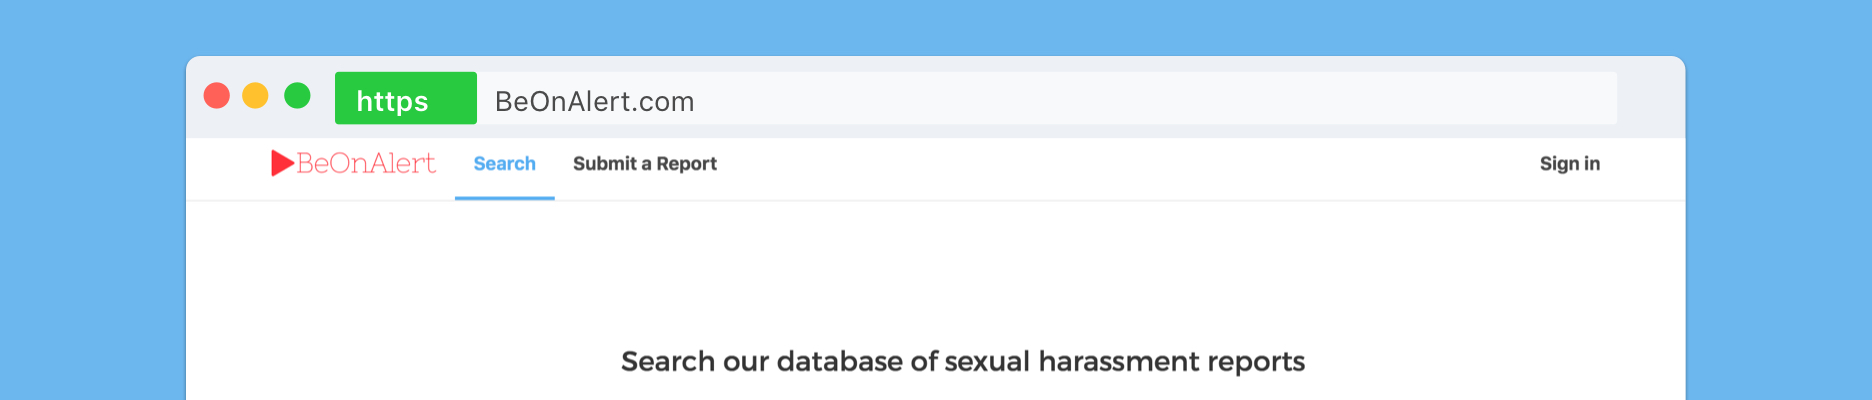 https BeOnAlert.com
BeOnAlert Search Submit a Report Sign in
Search our database of sexual harassment reports